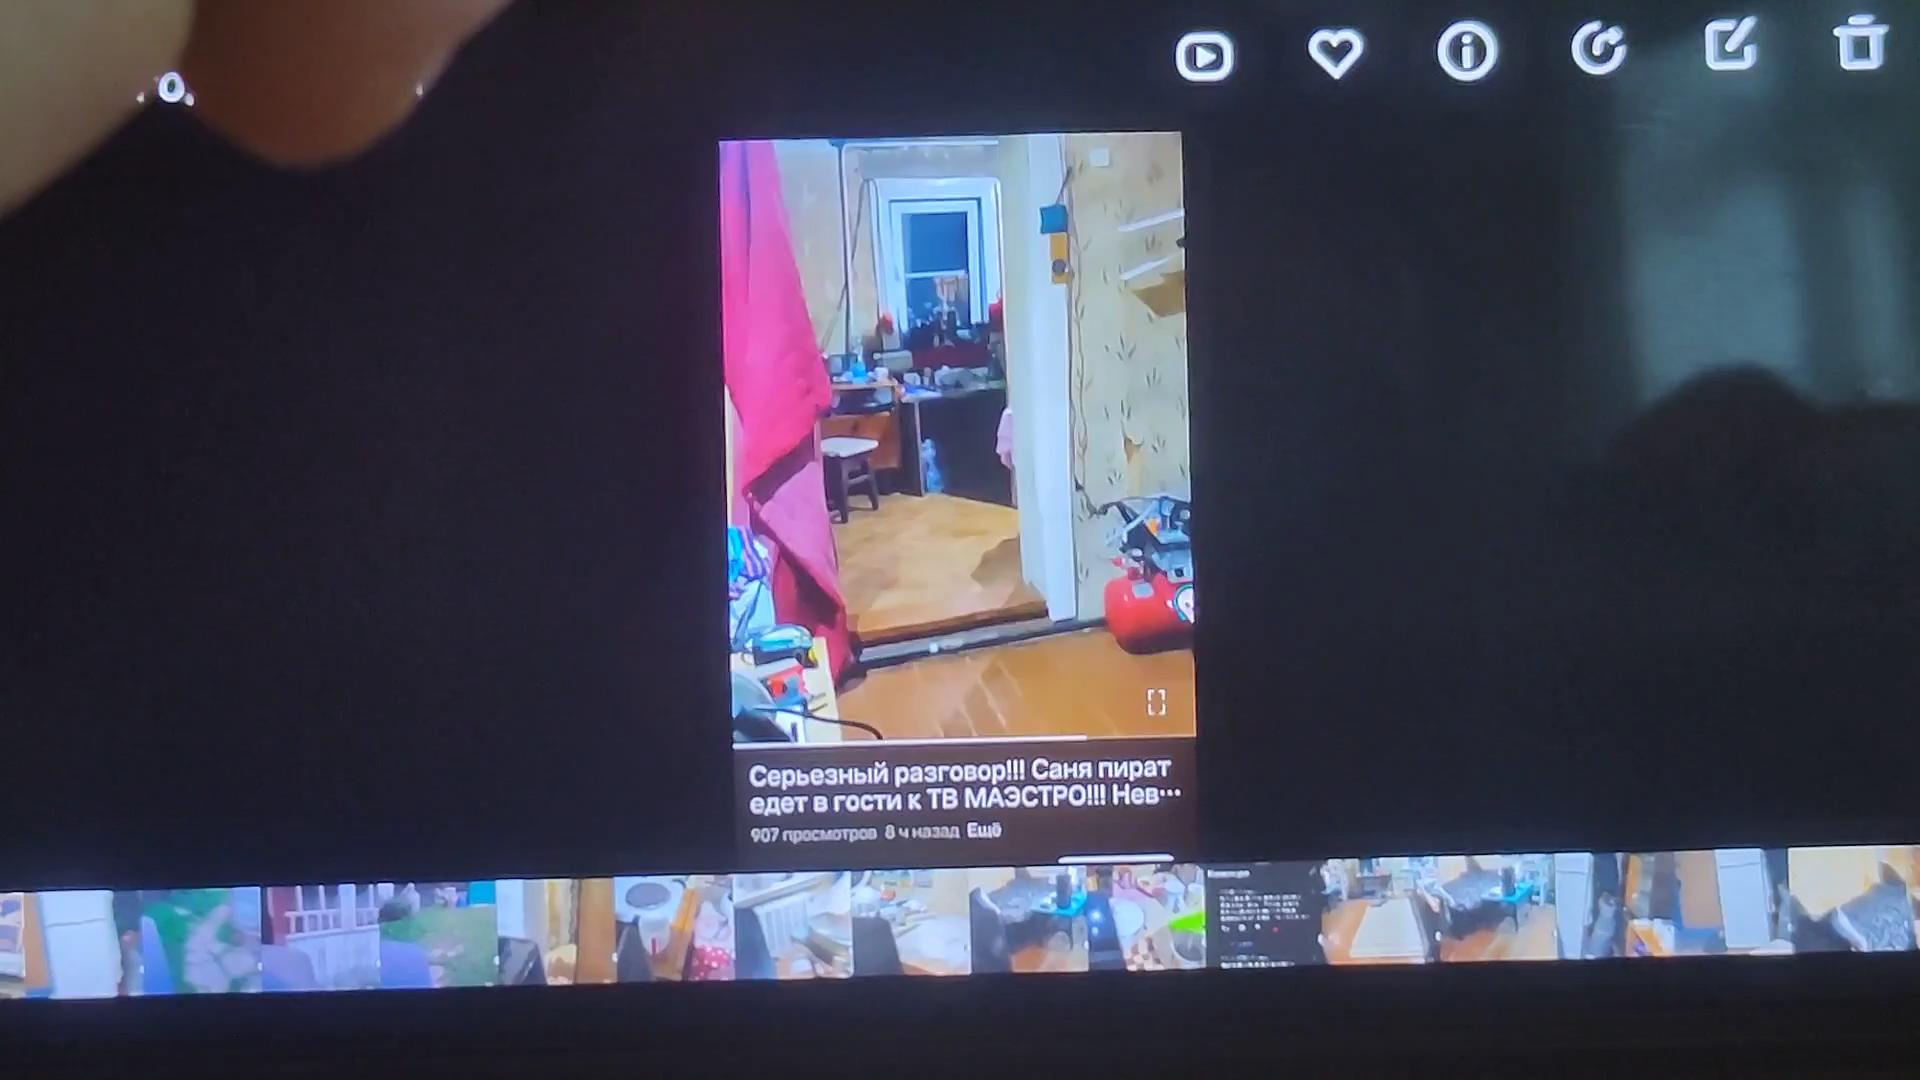 Серьезный разговор!!! Саня пират
едет в гости к ТВ МАЭСТРО!!! Нев...
907 просмотров 8 ч назад Ещё